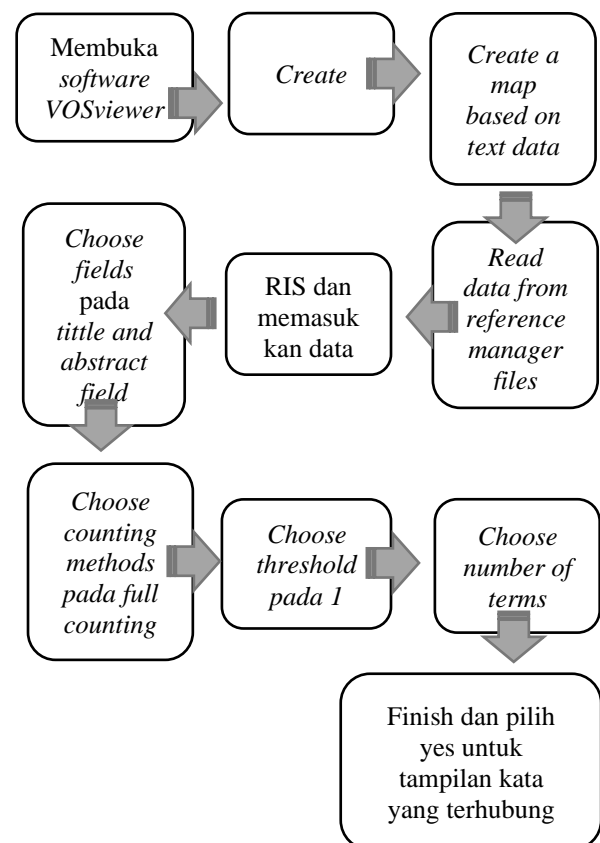 Membuka
software
VOSviewer
Create
Create a
map
based on
text data
Read
data from
reference
manager
files
RIS dan
memasuk
kan data
Choose
fields
pada
tittle and
abstract
field
Choose
counting
methods
pada full
counting
Choose
threshold
pada 1
Choose
number of
terms
Finish dan pilih
yes untuk
tampilan kata
yang terhubung